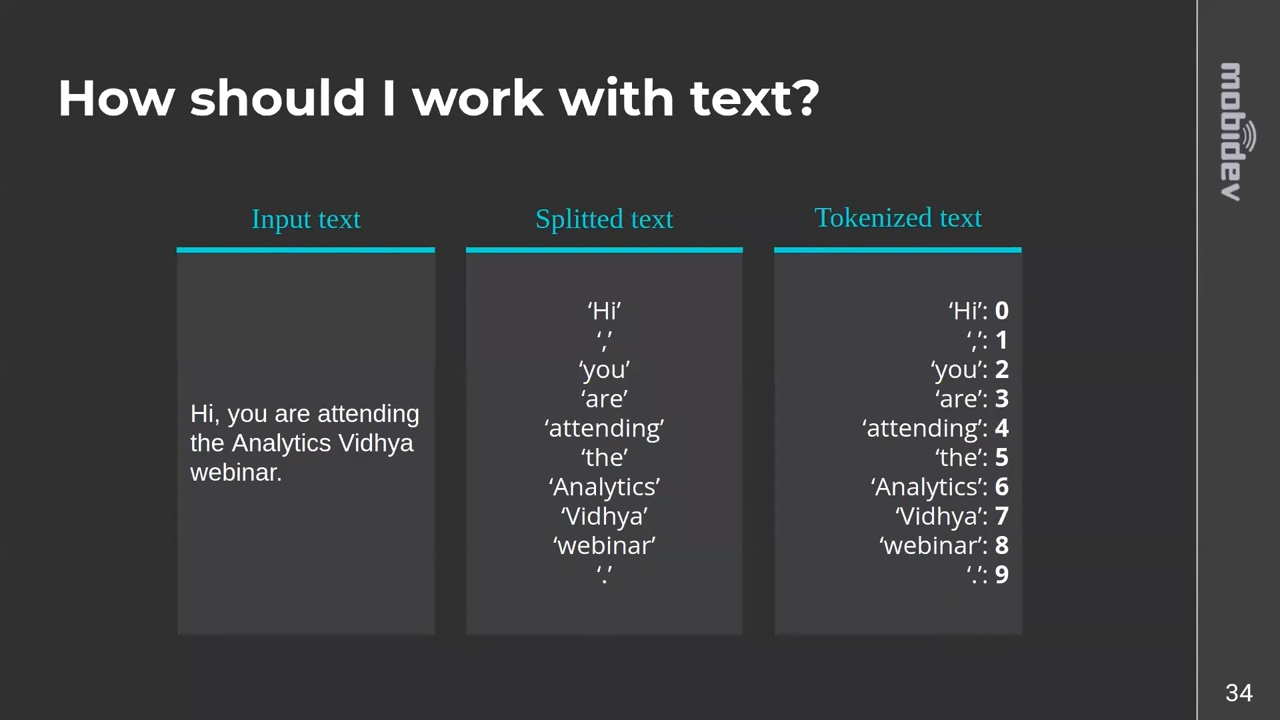 How should I work with text?
mobidev
Input text
Hi, you are attending
the Analytics Vidhya
webinar.
Splitted text
‘Hi’
‘,’
‘you’
‘are’
‘attending’
‘the’
‘Analytics’
‘Vidhya’
‘webinar’
‘.’
Tokenized text
‘Hi’: 0
‘,’: 1
‘you’: 2
‘are’: 3
‘attending’: 4
‘the’: 5
‘Analytics’: 6
‘Vidhya’: 7
‘webinar’: 8
‘.’: 9
34